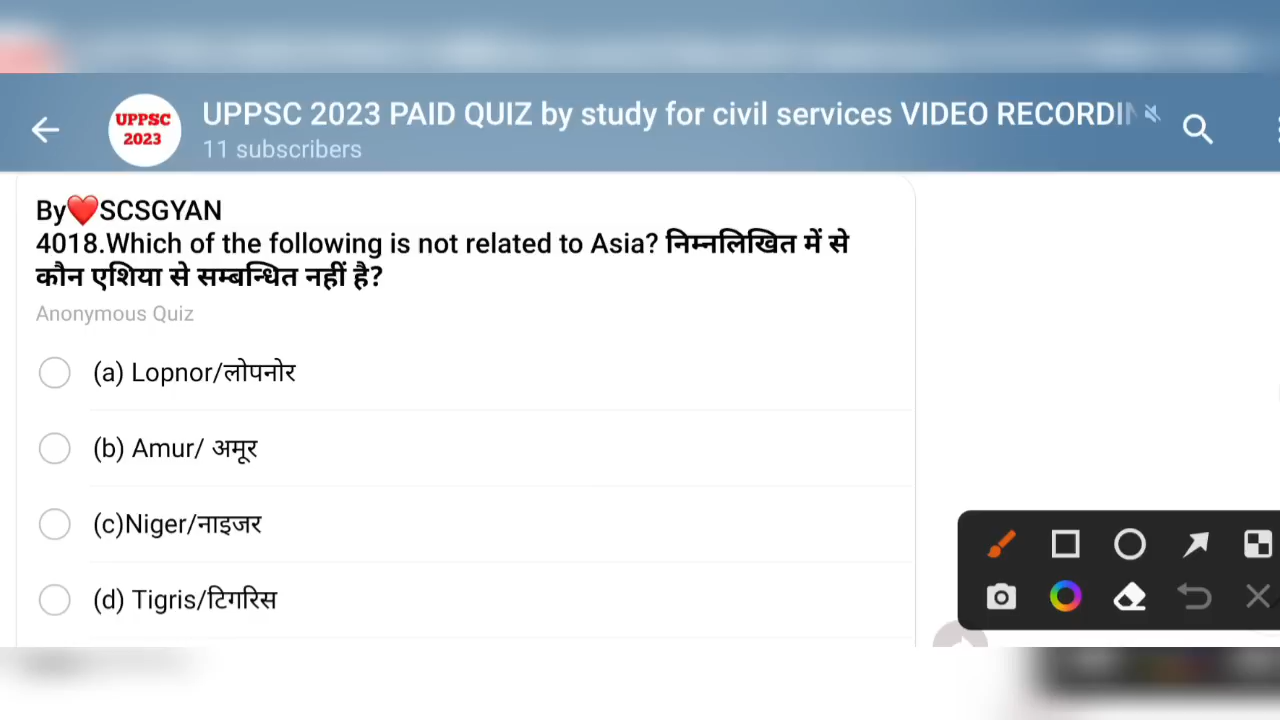 UPPSC
2023
UPPSC 2023 PAID QUIZ by study for civil services VIDEO RECORDIN
11 subscribers
By❤️SCSGYAN
4018.Which of the following is not related to Asia? निम्नलिखित में से
कौन एशिया से सम्बन्धित नहीं है?
Anonymous Quiz
(a) Lopnor/लोपनोर
(b) Amur/ अमूर
(c)Niger/नाइजर
(d) Tigris/टिगरिस